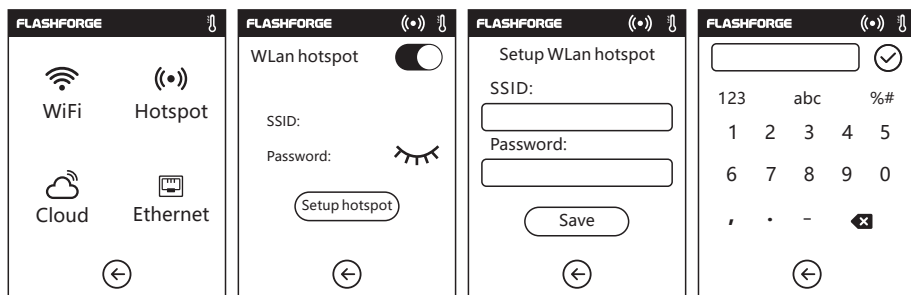 FLASHFORGE
WiFi
Hotspot
Cloud
Ethernet
FLASHFORGE
WLan hotspot
SSID:
Password:
Setup hotspot
FLASHFORGE
Setup WLan hotspot
SSID:
Password:
Save
FLASHFORGE
123 abc %#
1 2 3 4 5
6 7 8 9 0
, . -